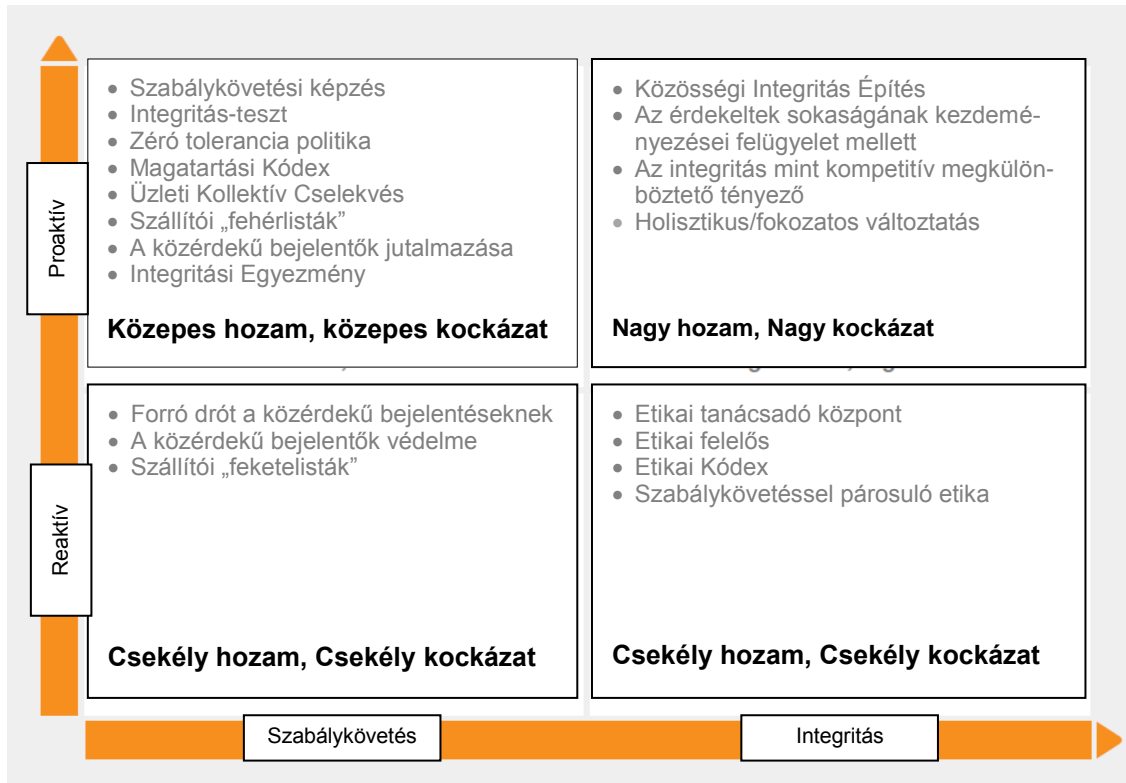 Proaktív
• Szabálykövetési képzés
• Integritás-teszt
• Zéró tolerancia politika
• Magatartási Kódex
• Üzleti Kollektív Cselekvés
• Szállítói „fehérlisták”
• A közérdekű bejelentők jutalmazása
• Integritási Egyezmény
Közepes hozam, közepes kockázat
• Közösségi Integritás Építés
• Az érdekeltek sokaságának kezdemé-
nyezései felügyelet mellett
• Az integritás mint kompetitív megkülön-
böztető tényező
• Holisztikus/fokozatos változtatás
Nagy hozam, Nagy kockázat
Reaktív
• Forró drót a közérdekű bejelentéseknek
• A közérdekű bejelentők védelme
• Szállítói „feketelisták”
Csekély hozam, Csekély kockázat
• Etikai tanácsadó központ
• Etikai felelős
• Etikai Kódex
• Szabálykövetéssel párosuló etika
Csekély hozam, Csekély kockázat
Szabálykövetés
Integritás